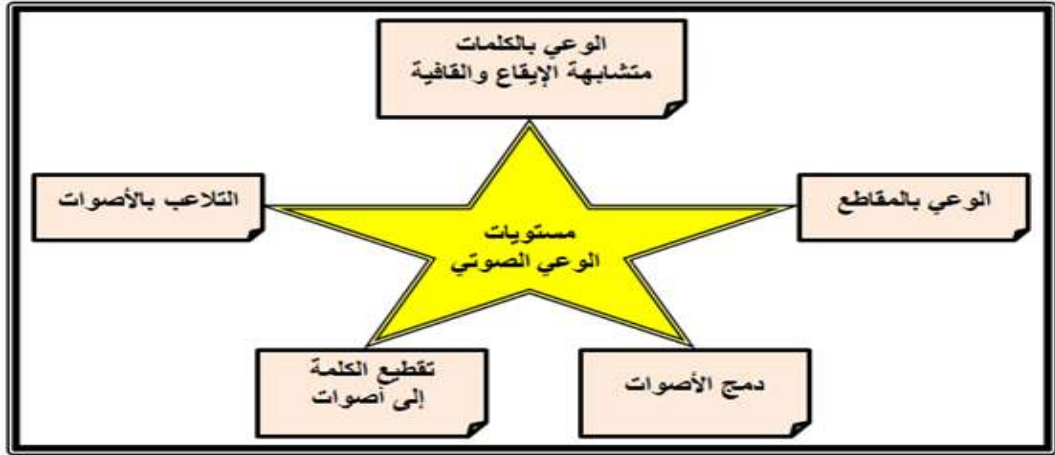 الوعي بالكلمات
متشابهة الإيقاع والقافية
الوعي بالمقاطع
التلاعب بالأصوات
مستويات
الوعي الصوتي
دمج الأصوات
تقطيع الكلمة
إلى أصوات